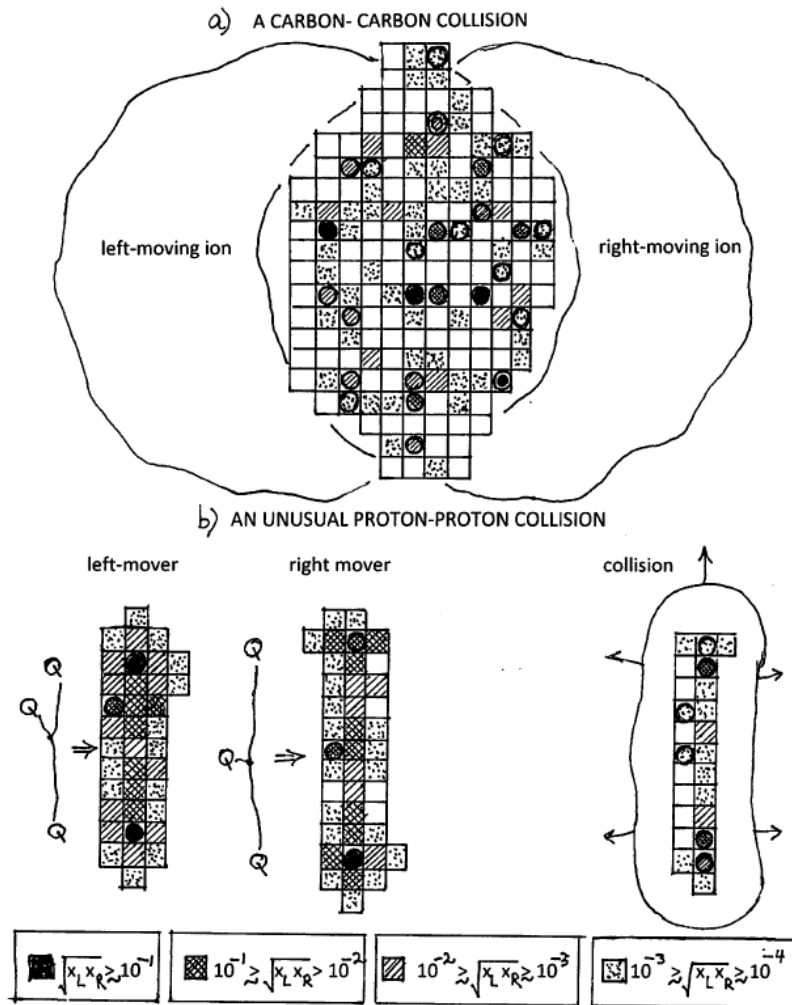 a) A CARBON- CARBON COLLISION
left-moving ion
right-moving ion
b) AN UNUSUAL PROTON-PROTON COLLISION
left-mover
right mover
collision
Q
Q
Q
⇒
Q
Q
Q
⇒
√x_L x_R ≳ 10⁻¹
10⁻¹ ≳ √x_L x_R > 10⁻²
10⁻² ≳ √x_L x_R ≳ 10⁻³
10⁻³ ≳ √x_L x_R ≳ 10⁻⁴